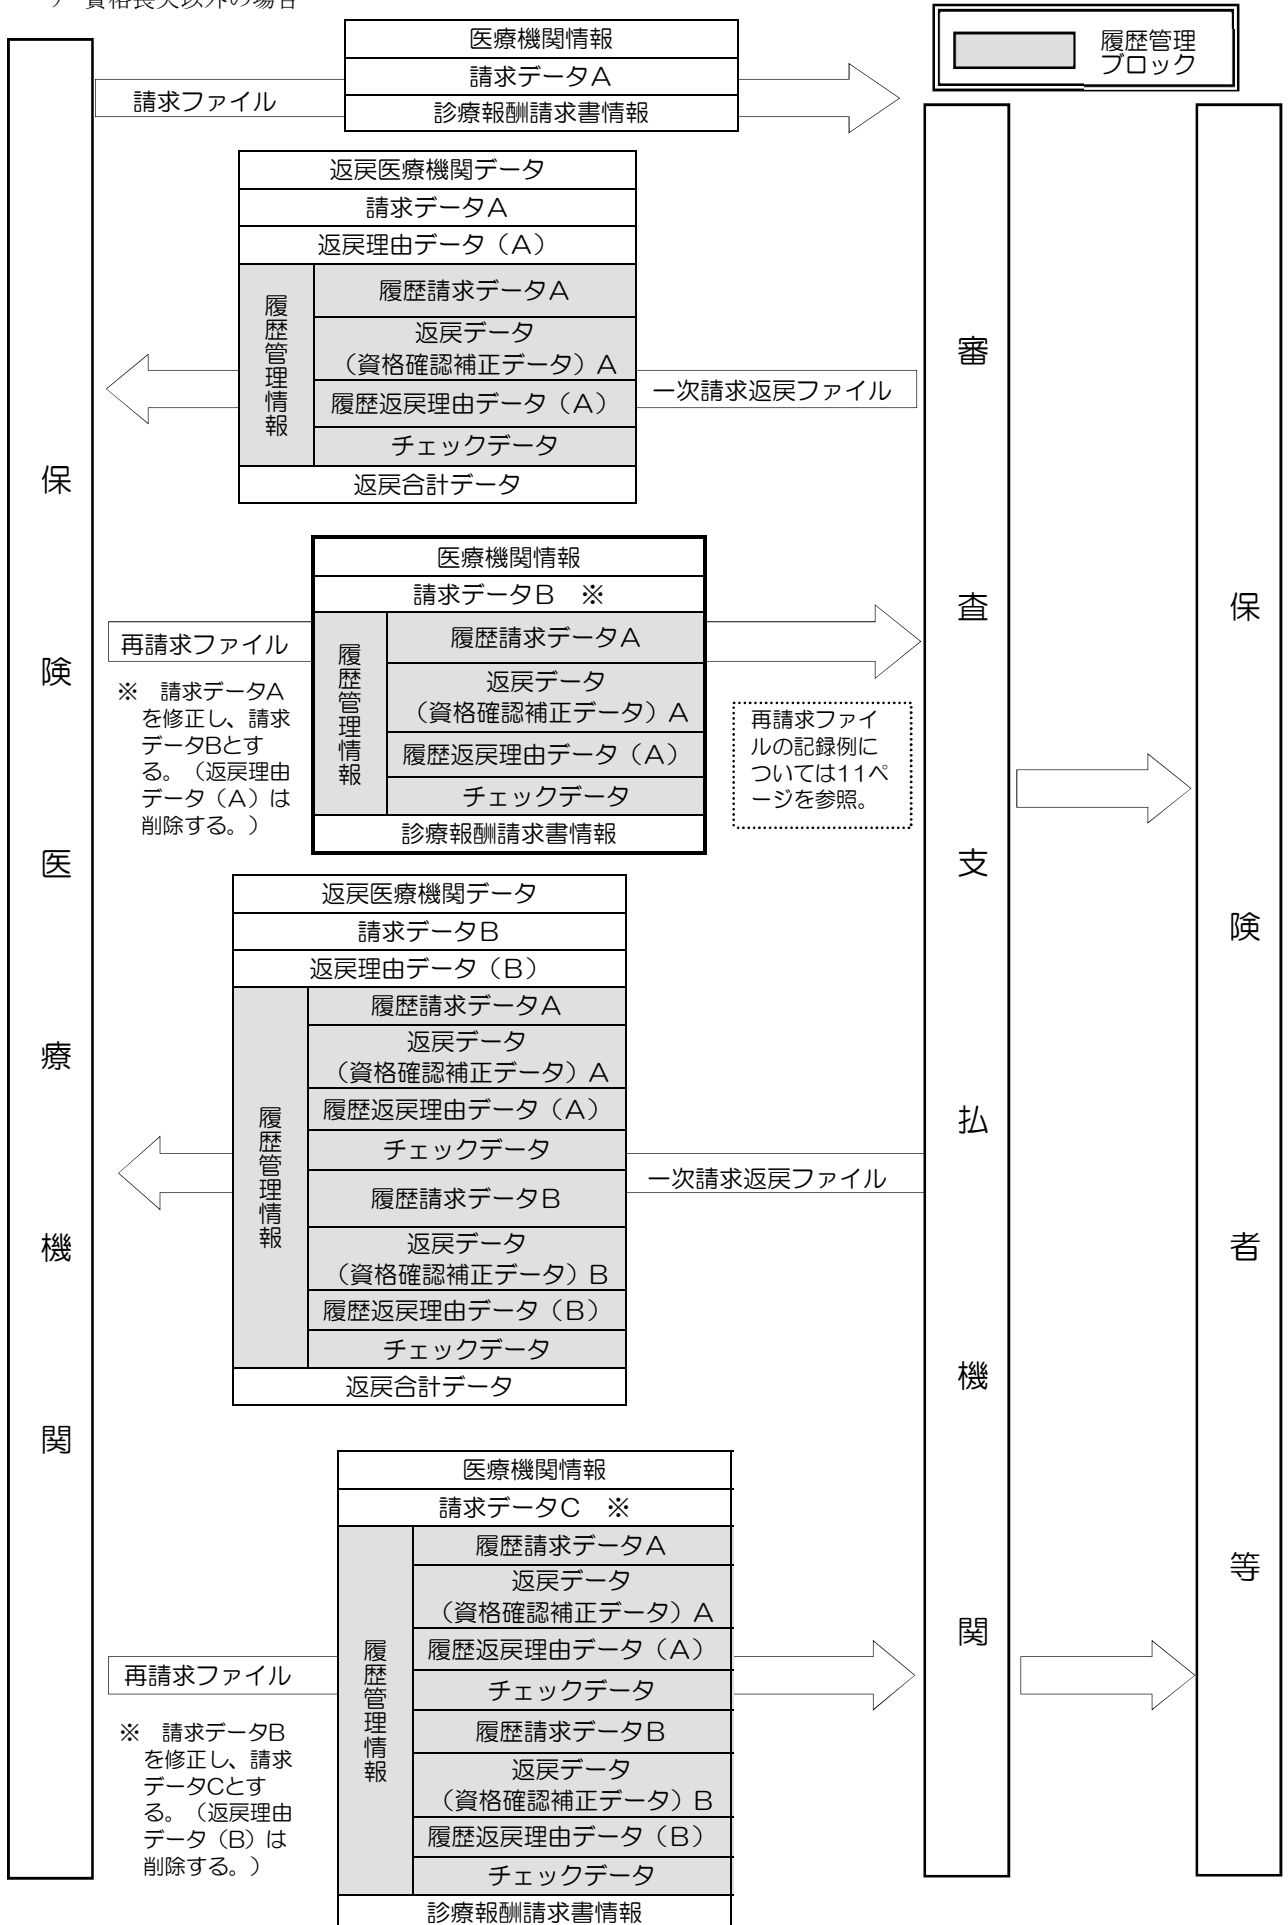 資格喪失以外の場合
履歴管理
ブロック
医療機関情報
請求データA
診療報酬請求書情報
請求ファイル
返戻医療機関データ
請求データA
返戻理由データ（A）
履歴管理情報
履歴請求データA
返戻データ
（資格確認補正データ）A
履歴返戻理由データ（A）
チェックデータ
返戻合計データ
一次請求返戻ファイル
医療機関情報
請求データB　※
履歴管理情報
履歴請求データA
返戻データ
（資格確認補正データ）A
履歴返戻理由データ（A）
チェックデータ
診療報酬請求書情報
再請求ファイル
※　請求データA
を修正し、請求
データBとす
る。（返戻理由
データ（A）は
削除する。）
再請求ファイ
ルの記録例に
ついては11ペ
ージを参照。
返戻医療機関データ
請求データB
返戻理由データ（B）
履歴管理情報
履歴請求データA
返戻データ
（資格確認補正データ）A
履歴返戻理由データ（A）
チェックデータ
履歴請求データB
返戻データ
（資格確認補正データ）B
履歴返戻理由データ（B）
チェックデータ
返戻合計データ
一次請求返戻ファイル
医療機関情報
請求データC　※
履歴管理情報
履歴請求データA
返戻データ
（資格確認補正データ）A
履歴返戻理由データ（A）
チェックデータ
履歴請求データB
返戻データ
（資格確認補正データ）B
履歴返戻理由データ（B）
チェックデータ
診療報酬請求書情報
再請求ファイル
※　請求データB
を修正し、請求
データCとす
る。（返戻理由
データ（B）は
削除する。）
保険医療機関
審査支払機関
保険者等